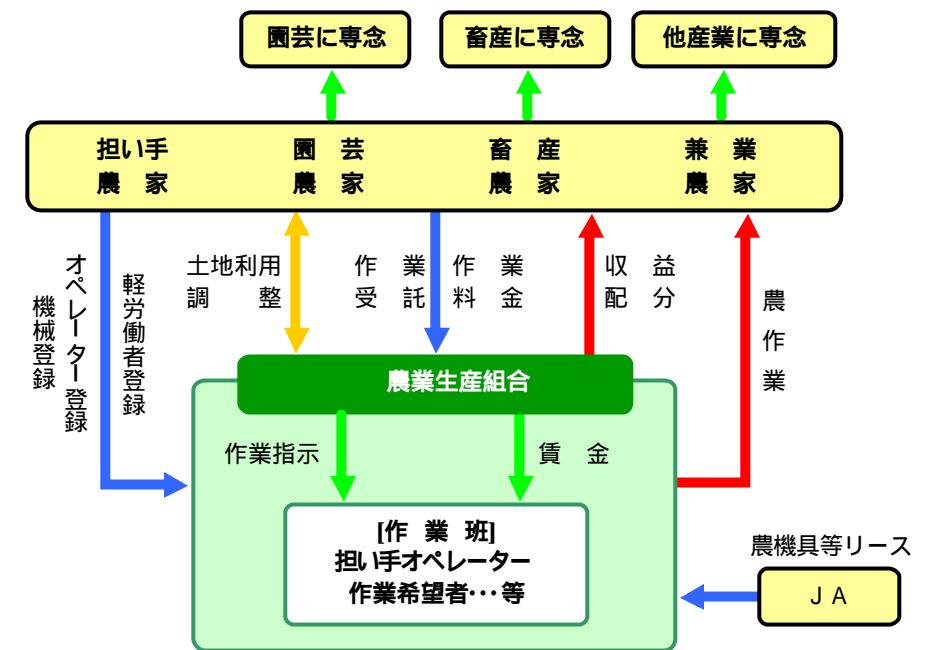 園芸に専念
畜産に専念
他産業に専念
担い手
農 家
園 芸
農 家
畜 産
農 家
兼 業
農 家
オペレーター登録
機械登録
軽労働者登録
土地利用
調 整
作 業
受 託
作 業
料 金
収 益
配 分
農作業
農業生産組合
作業指示
賃 金
[作 業 班]
担い手オペレーター
作業希望者･･･等
農機具等リース
ＪＡ